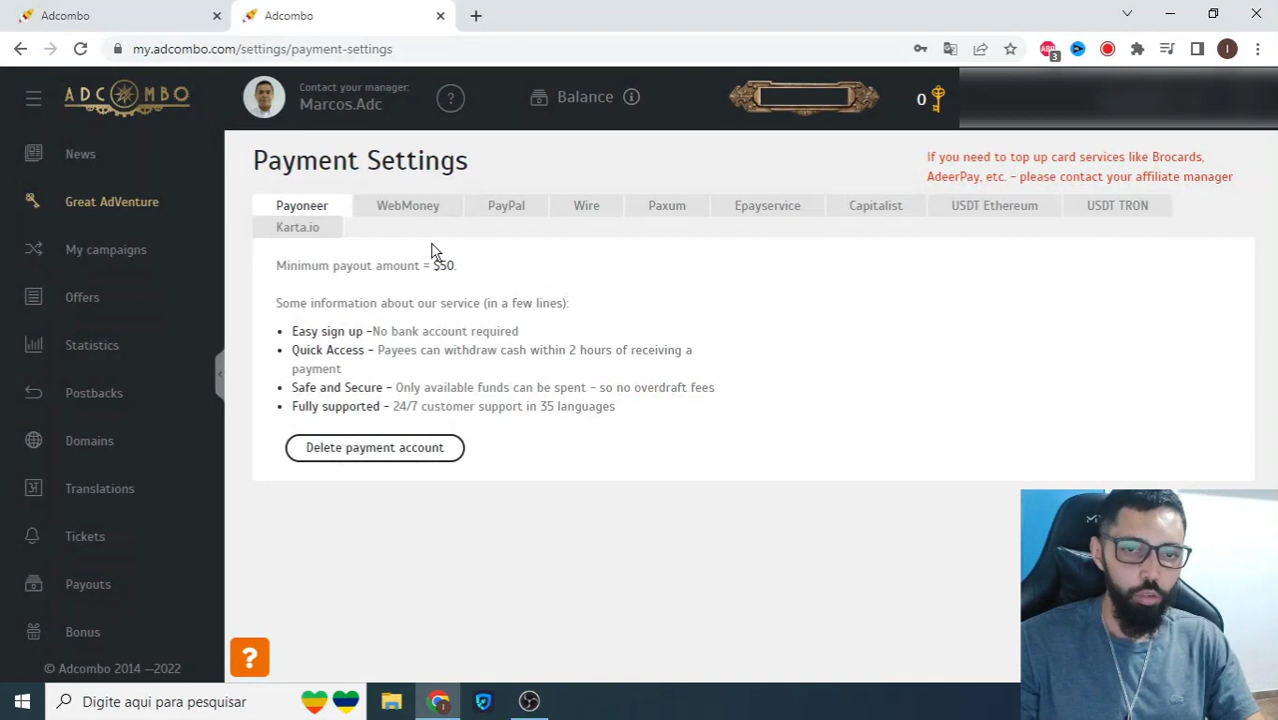 Adcombo
Adcombo
my.adcombo.com/settings/payment-settings
3
I
ADCOMBO
Contact your manager:
Marcos.Adc
?
Balance
0
News
Great AdVenture
My campaigns
Offers
Statistics
Postbacks
Domains
Translations
Tickets
Payouts
Bonus
© Adcombo 2014 —2022
Payment Settings
If you need to top up card services like Brocards,
AdeerPay, etc. - please contact your affiliate manager
Payoneer WebMoney PayPal Wire Paxum Epayservice Capitalist USDT Ethereum USDT TRON
Karta.io
Minimum payout amount = $50.
Some information about our service (in a few lines):
• Easy sign up -No bank account required
• Quick Access - Payees can withdraw cash within 2 hours of receiving a
payment
• Safe and Secure - Only available funds can be spent - so no overdraft fees
• Fully supported - 24/7 customer support in 35 languages
Delete payment account
?
Digite aqui para pesquisar